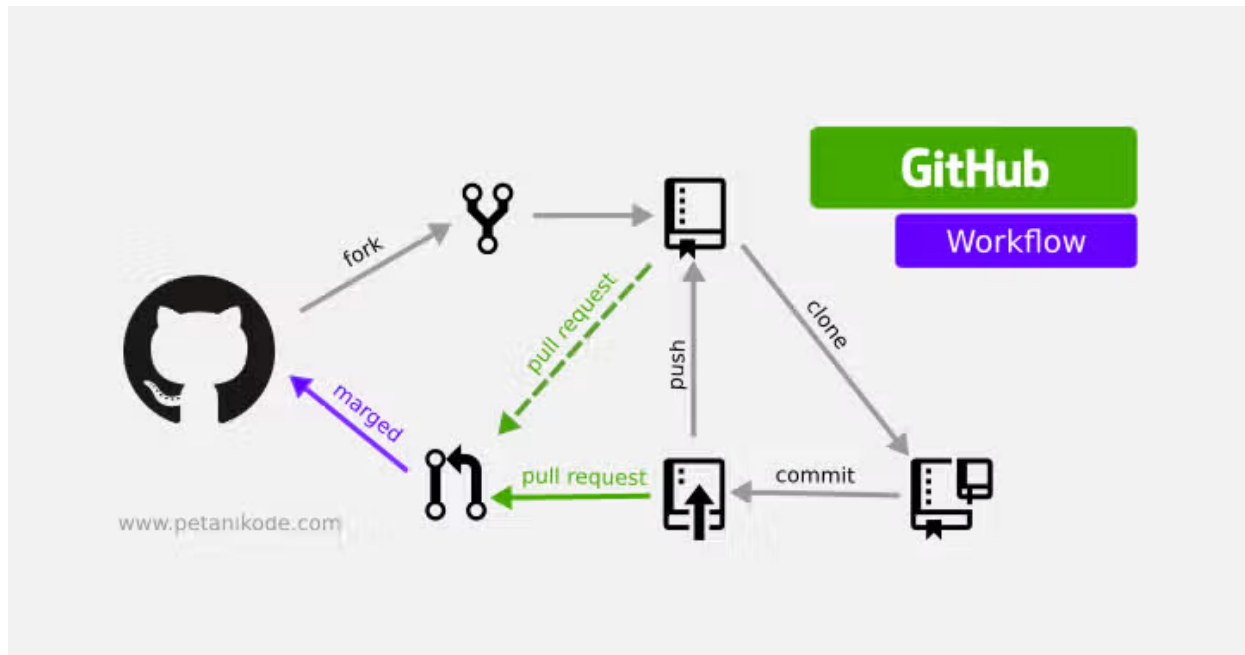 GitHub
Workflow
fork
pull request
clone
push
marged
pull request
commit
www.petanikode.com